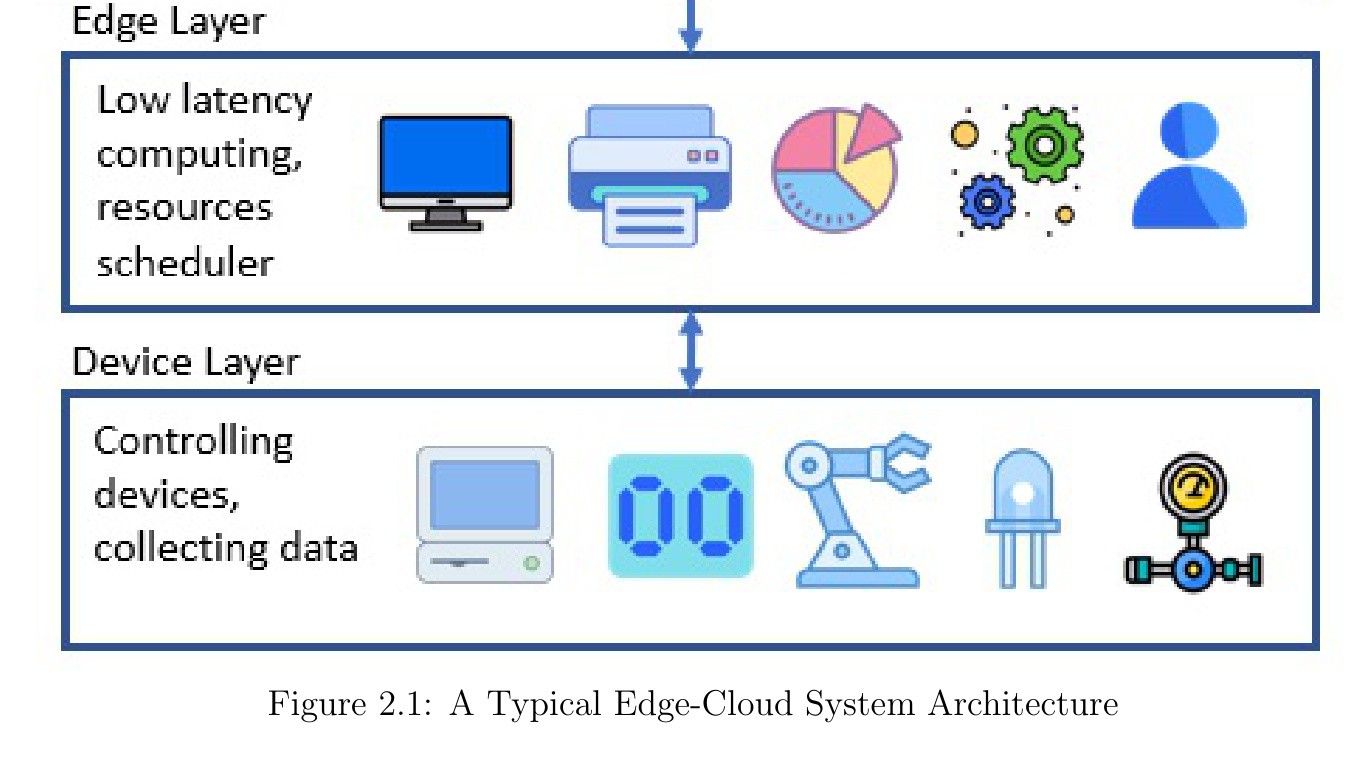 Edge Layer
Low latency
computing,
resources
scheduler
Device Layer
Controlling
devices,
collecting data
00
Figure 2.1: A Typical Edge-Cloud System Architecture